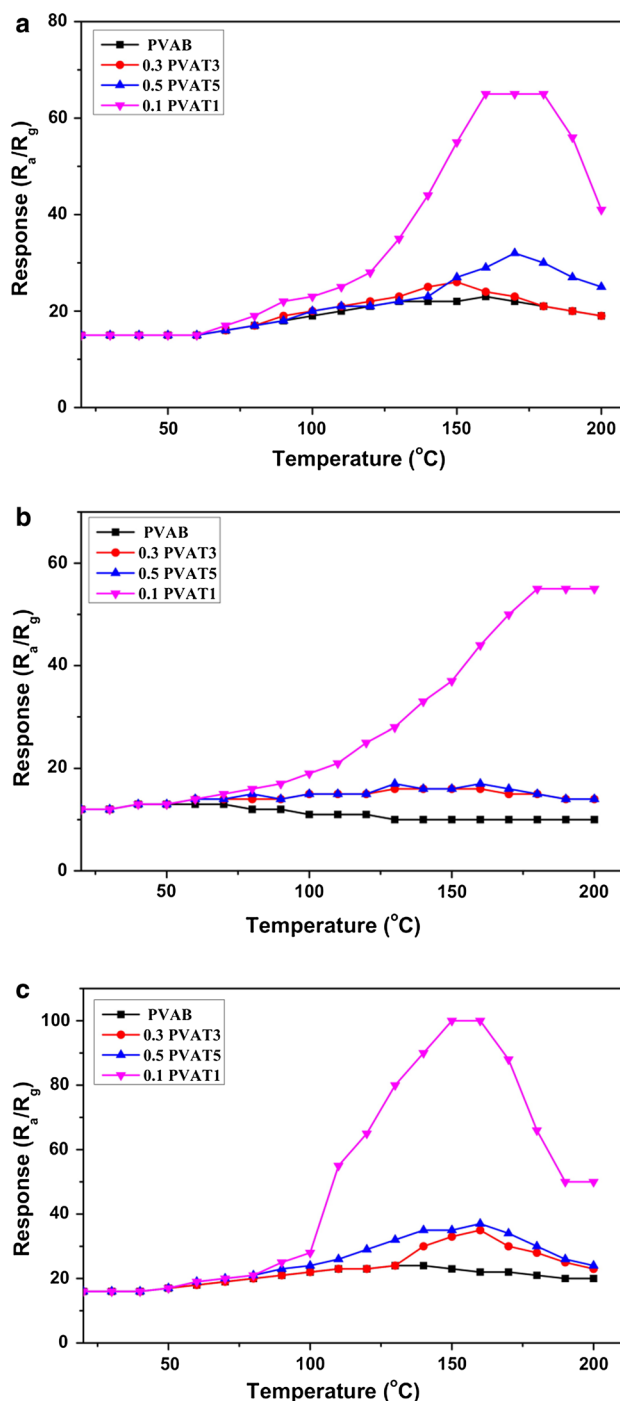 a
80
60
40
20
0
Response (Ra/Rg)
PVAB
0.3 PVAT3
0.5 PVAT5
0.1 PVAT1
50 100 150 200
Temperature (°C)
b
60
40
20
0
Response (Ra/Rg)
PVAB
0.3 PVAT3
0.5 PVAT5
0.1 PVAT1
50 100 150 200
Temperature (°C)
c
100
80
60
40
20
0
Response (Ra/Rg)
PVAB
0.3 PVAT3
0.5 PVAT5
0.1 PVAT1
50 100 150 200
Temperature (°C)